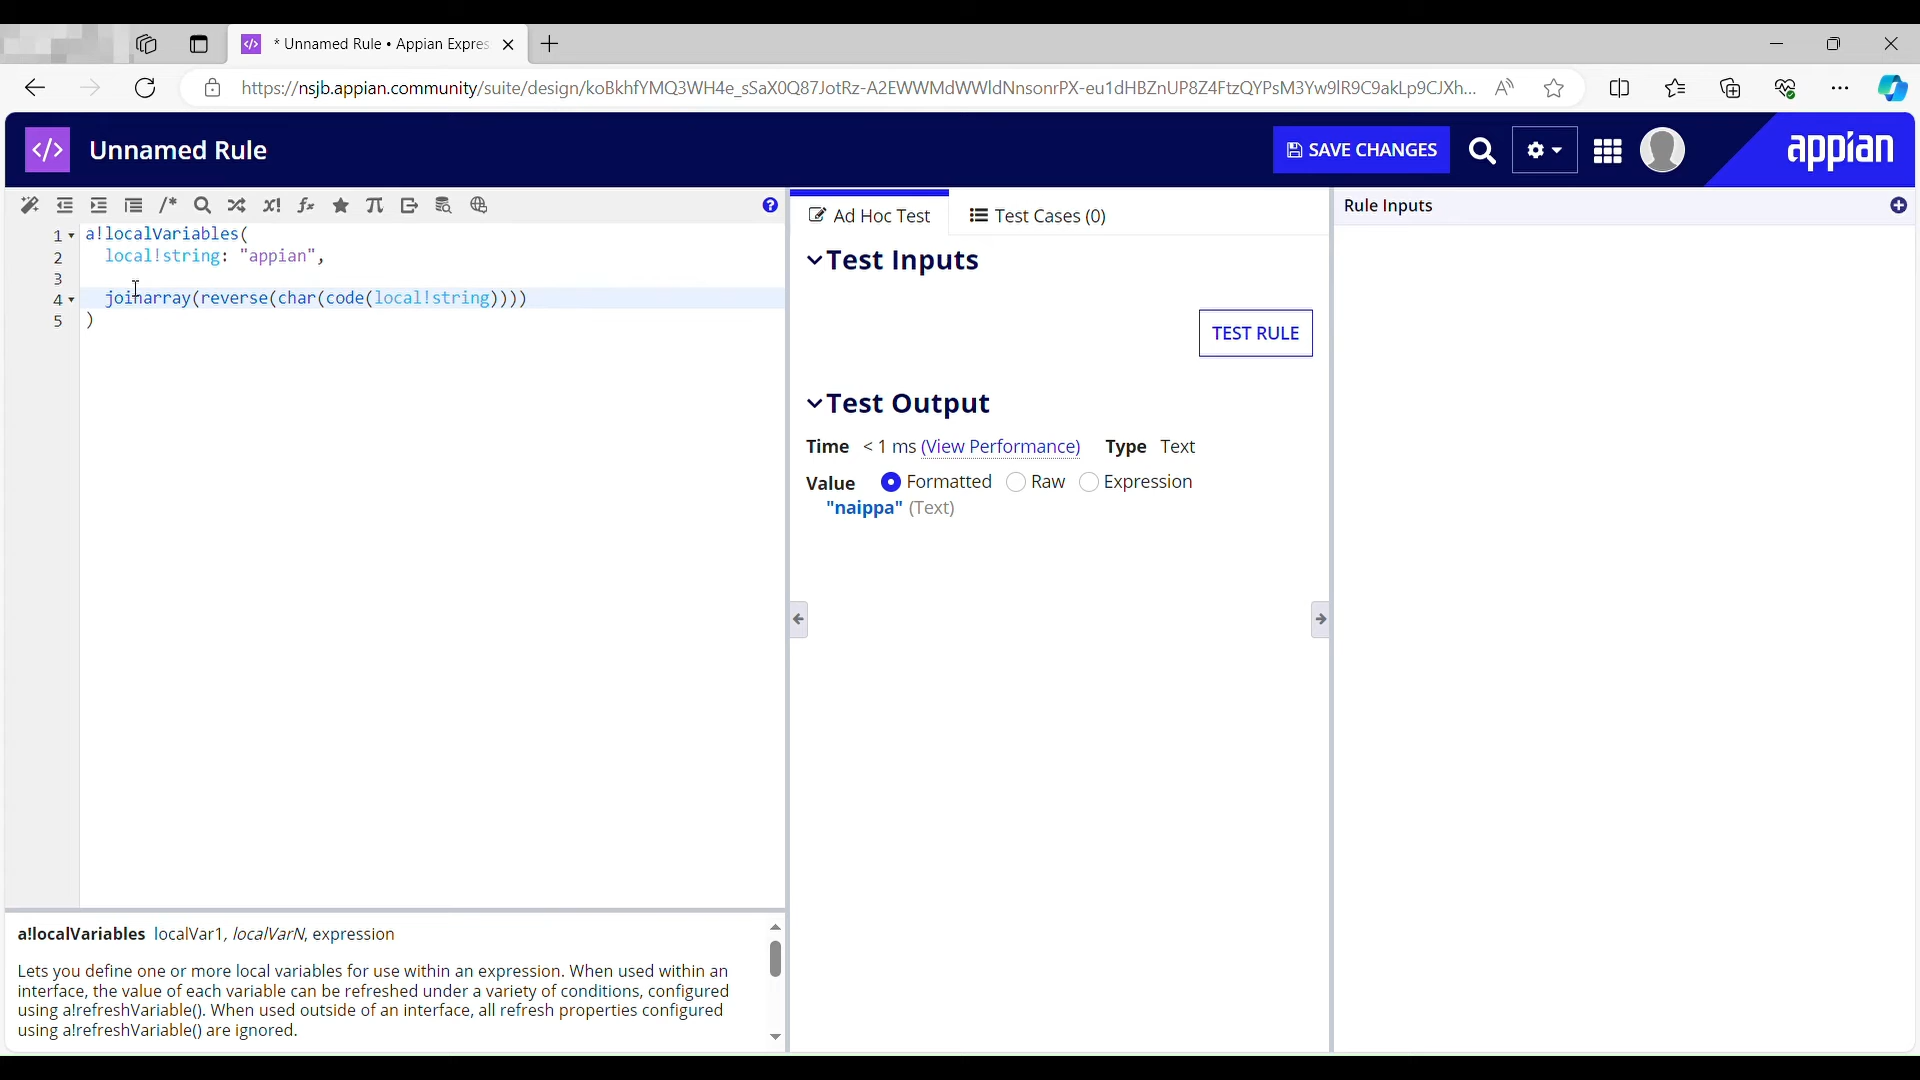 * Unnamed Rule • Appian Expres
https://nsjb.appian.community/suite/design/koBkhfYMQ3WH4e_sSaX0Q87JotRz-A2EWWMdWWldNnsonrPX-eu1dHBZnUP8Z4FtzQYPsM3Yw9lR9C9akLp9CJXh...
Unnamed Rule
SAVE CHANGES
appian
1 a!localVariables(
2 local!string: "appian",
3
4 joinarray(reverse(char(code(local!string))))
5 )
Ad Hoc Test
Test Cases (0)
Test Inputs
TEST RULE
Test Output
Time < 1 ms (View Performance) Type Text
Value Formatted Raw Expression
"naippa" (Text)
Rule Inputs
a!localVariables localVar1, localVarN, expression
Lets you define one or more local variables for use within an expression. When used within an
interface, the value of each variable can be refreshed under a variety of conditions, configured
using a!refreshVariable(). When used outside of an interface, all refresh properties configured
using a!refreshVariable() are ignored.